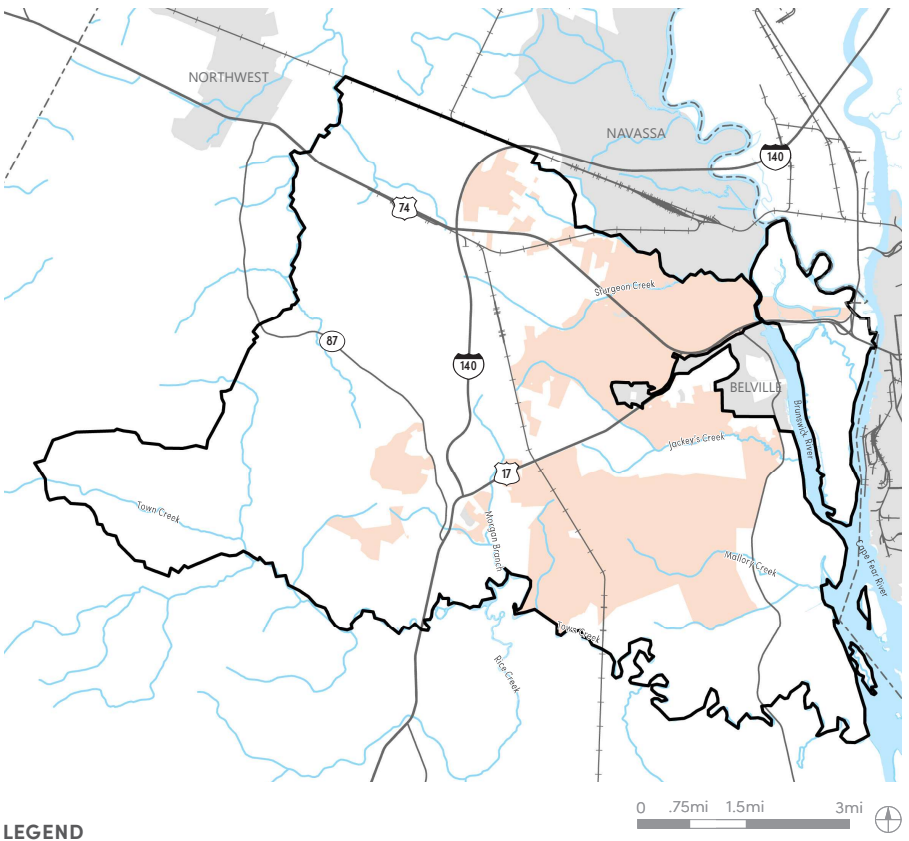 NORTHWEST
NAVASSA
140
74
Sturgeon Creek
87
140
BELVILLE
Brunswick River
Jackey's Creek
17
Town Creek
Morgan Branch
Cape Fear River
Mallory Creek
Town Creek
Rice Creek
0 .75mi 1.5mi 3mi
LEGEND